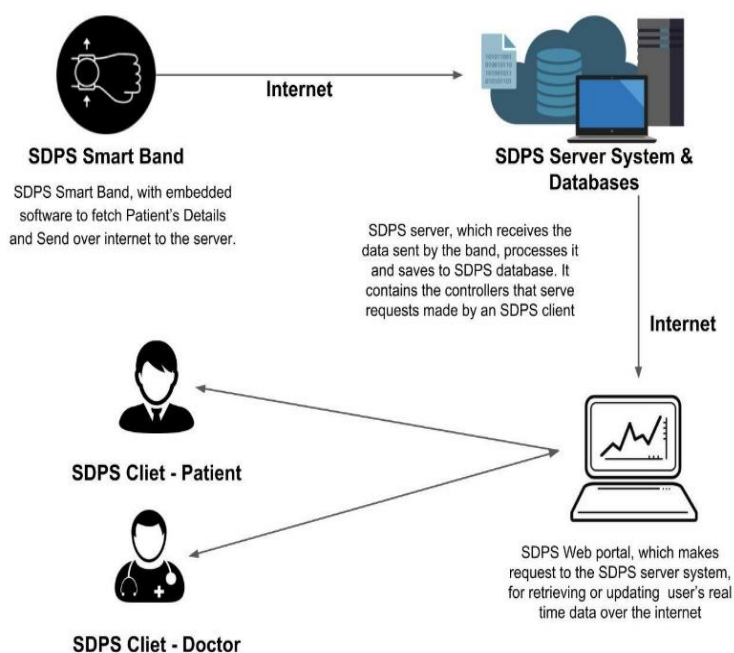 Internet
SDPS Smart Band
SDPS Smart Band, with embedded
software to fetch Patient's Details
and Send over internet to the server.
SDPS Server System &
Databases
SDPS server, which receives the
data sent by the band, processes it
and saves to SDPS database. It
contains the controllers that serve
requests made by an SDPS client
Internet
SDPS Cliet - Patient
SDPS Cliet - Doctor
SDPS Web portal, which makes
request to the SDPS server system,
for retrieving or updating user's real
time data over the internet